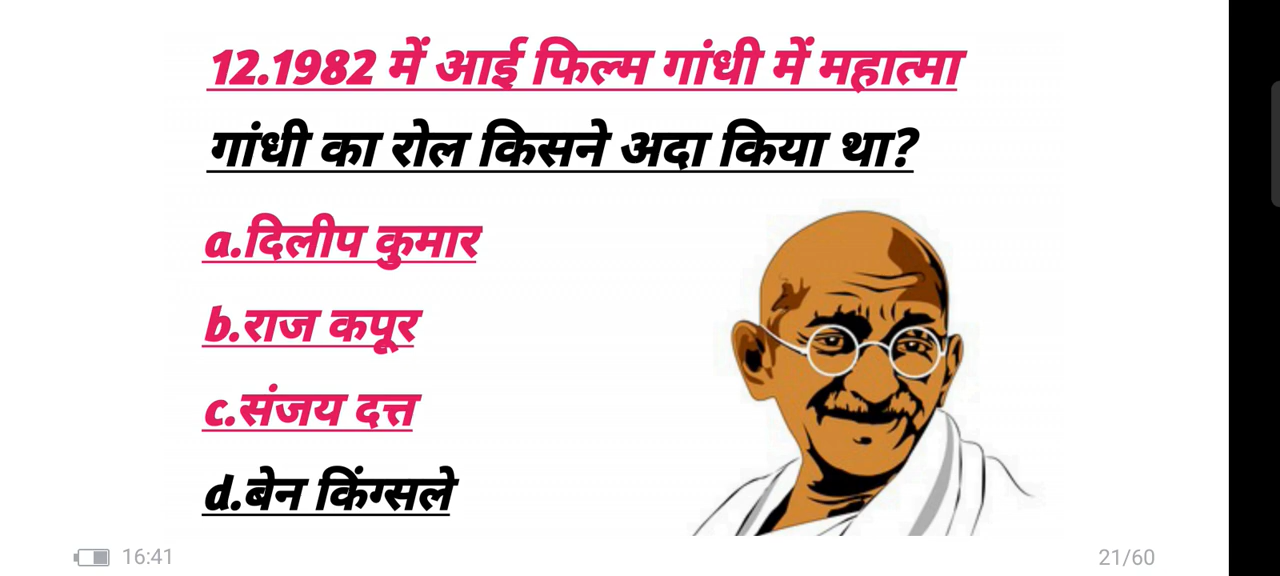 12.1982 में आई फिल्म गांधी में महात्मा
गांधी का रोल किसने अदा किया था?
a.दिलीप कुमार
b.राज कपूर
c.संजय दत्त
d.बेन किंग्सले
16:41
21/60